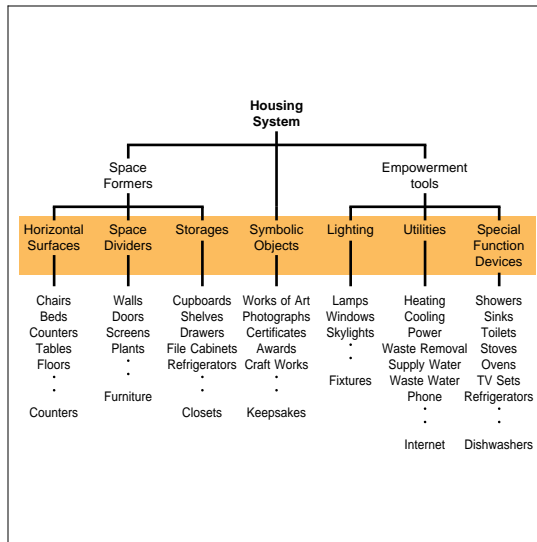 Housing
System
Space
Formers
Empowerment
tools
Horizontal
Surfaces
Space
Dividers
Storages
Symbolic
Objects
Lighting
Utilities
Special
Function
Devices
Chairs
Beds
Counters
Tables
Floors
.
.
Counters
Walls
Doors
Screens
Plants
.
.
Furniture
Cupboards
Shelves
Drawers
File Cabinets
Refrigerators
.
.
Closets
Works of Art
Photographs
Certificates
Awards
Craft Works
.
.
Keepsakes
Lamps
Windows
Skylights
.
.
Fixtures
Heating
Cooling
Power
Waste Removal
Supply Water
Waste Water
Phone
.
.
Internet
Showers
Sinks
Toilets
Stoves
Ovens
TV Sets
Refrigerators
.
.
Dishwashers